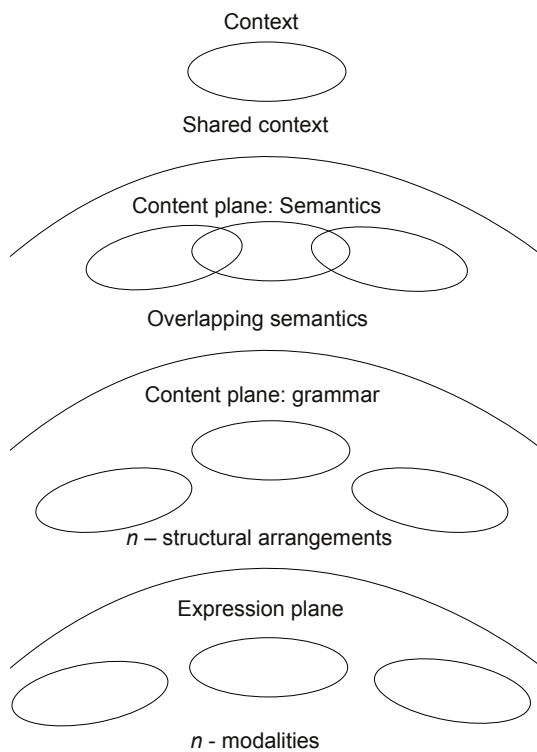 Context
Shared context
Content plane: Semantics
Overlapping semantics
Content plane: grammar
n – structural arrangements
Expression plane
n - modalities